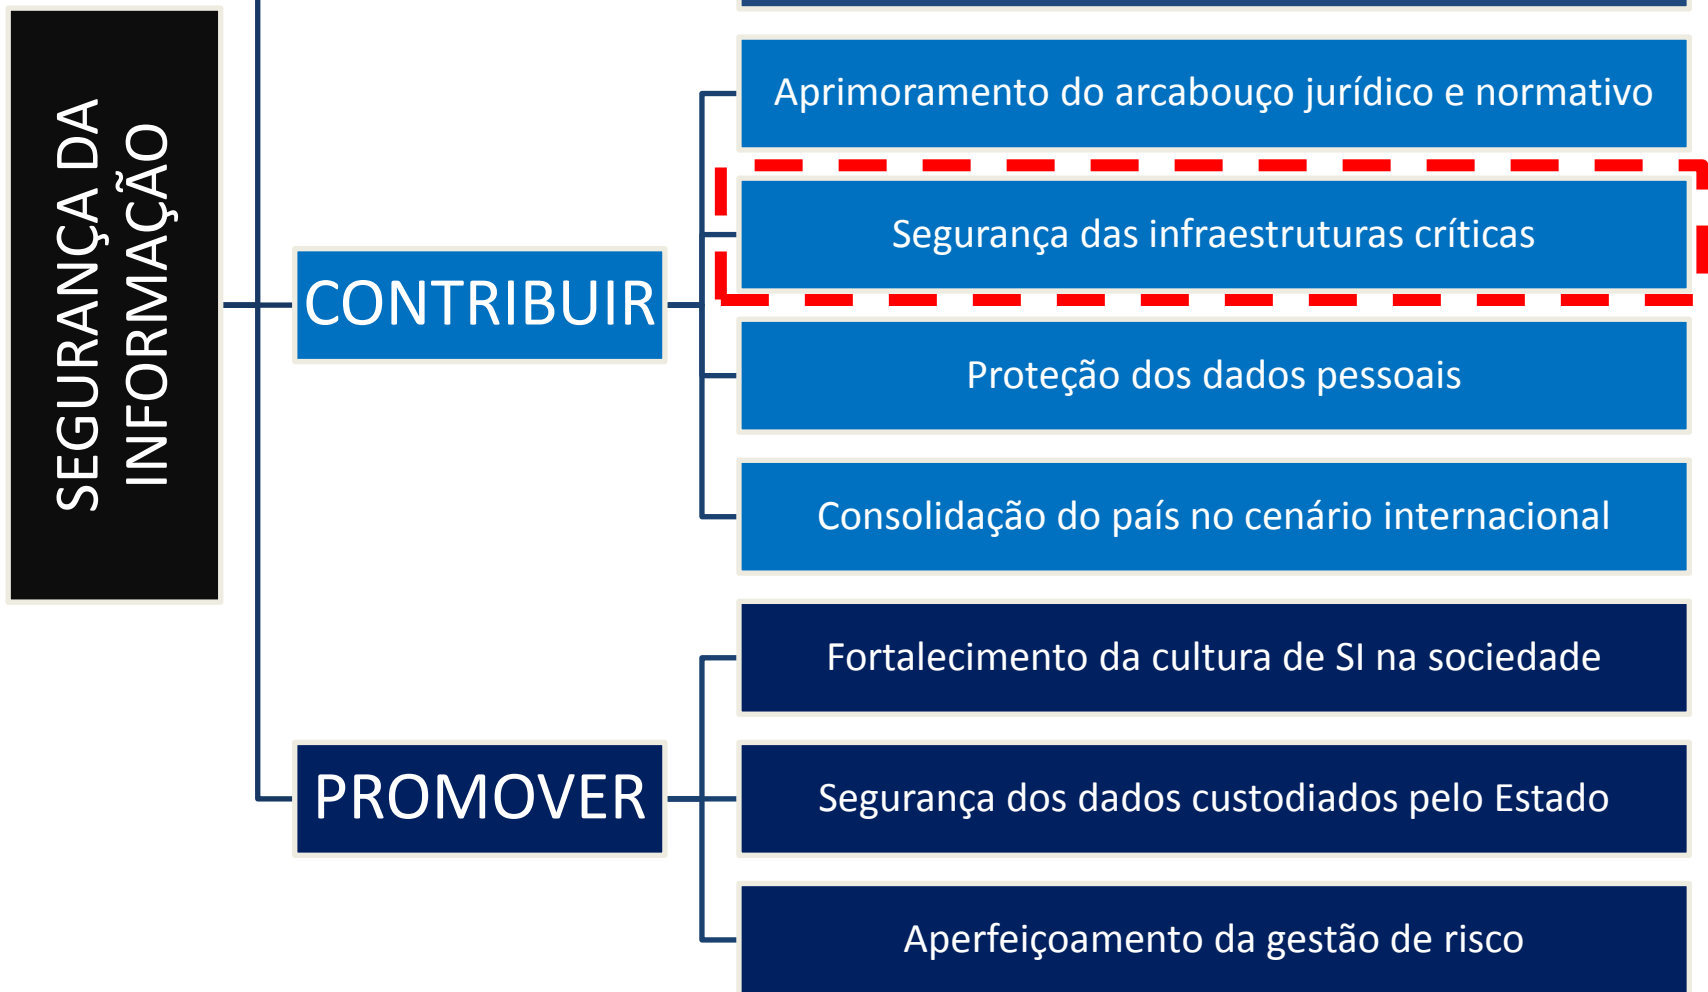 SEGURANÇA DA
INFORMAÇÃO
CONTRIBUIR
Aprimoramento do arcabouço jurídico e normativo
Segurança das infraestruturas críticas
Proteção dos dados pessoais
Consolidação do país no cenário internacional
PROMOVER
Fortalecimento da cultura de SI na sociedade
Segurança dos dados custodiados pelo Estado
Aperfeiçoamento da gestão de risco